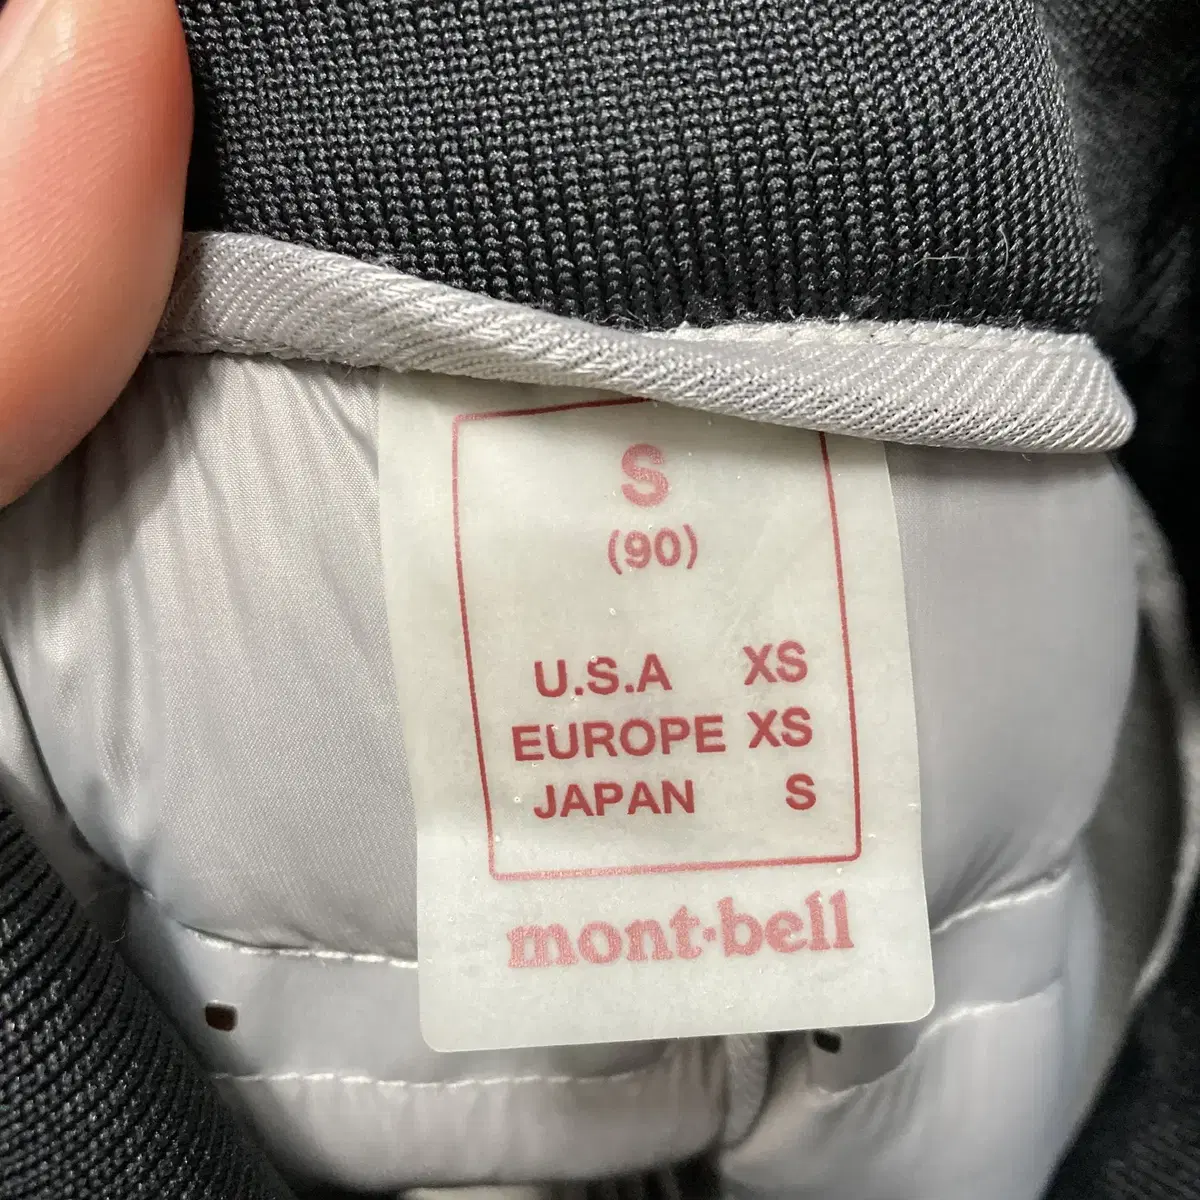 S
(90)
U.S.A XS
EUROPE XS
JAPAN S
mont-bell